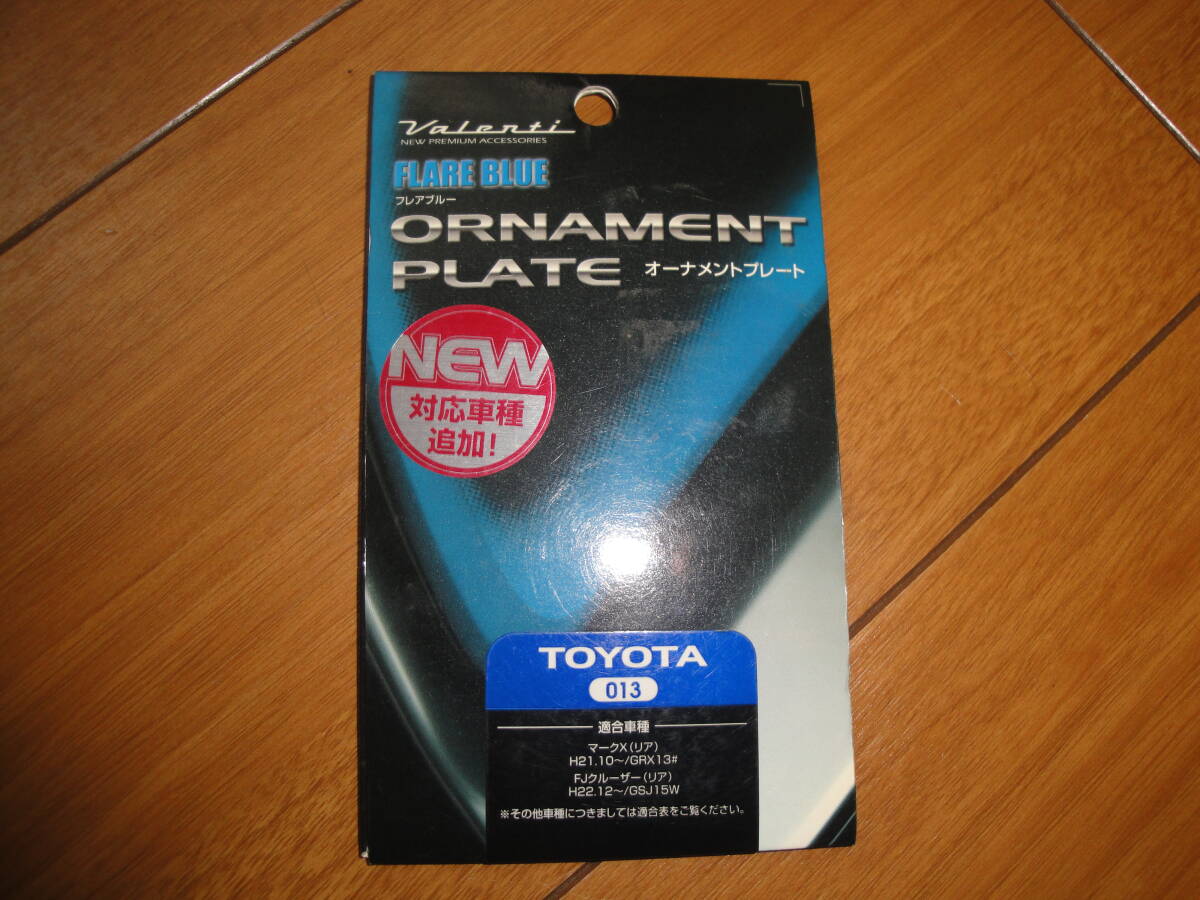 Valenti
NEW PREMIUM ACCESSORIES
FLARE BLUE
フレアブルー
ORNAMENT
PLATE オーナメントプレート
NEW
対応車種
追加!
TOYOTA
013
適合車種
マークX（リア）
H21.10～/GRX13#
FJクルーザー（リア）
H22.12～/GSJ15W
※その他車種につきましては適合表をご覧ください。